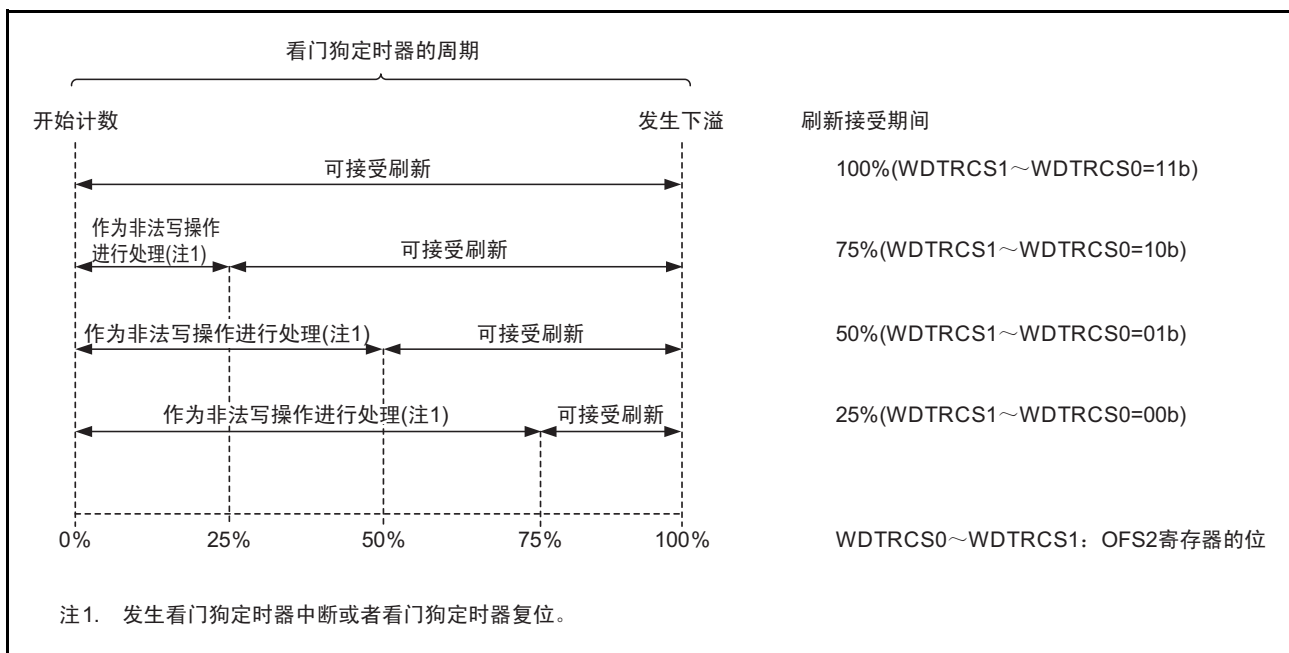 看门狗定时器的周期
开始计数 发生下溢 刷新接受期间
可接受刷新 100%(WDTRCS1～WDTRCS0=11b)
作为非法写操作
进行处理(注1) 可接受刷新 75%(WDTRCS1～WDTRCS0=10b)
作为非法写操作进行处理(注1) 可接受刷新 50%(WDTRCS1～WDTRCS0=01b)
作为非法写操作进行处理(注1) 可接受刷新 25%(WDTRCS1～WDTRCS0=00b)
0% 25% 50% 75% 100% WDTRCS0～WDTRCS1：OFS2寄存器的位
注1. 发生看门狗定时器中断或者看门狗定时器复位。